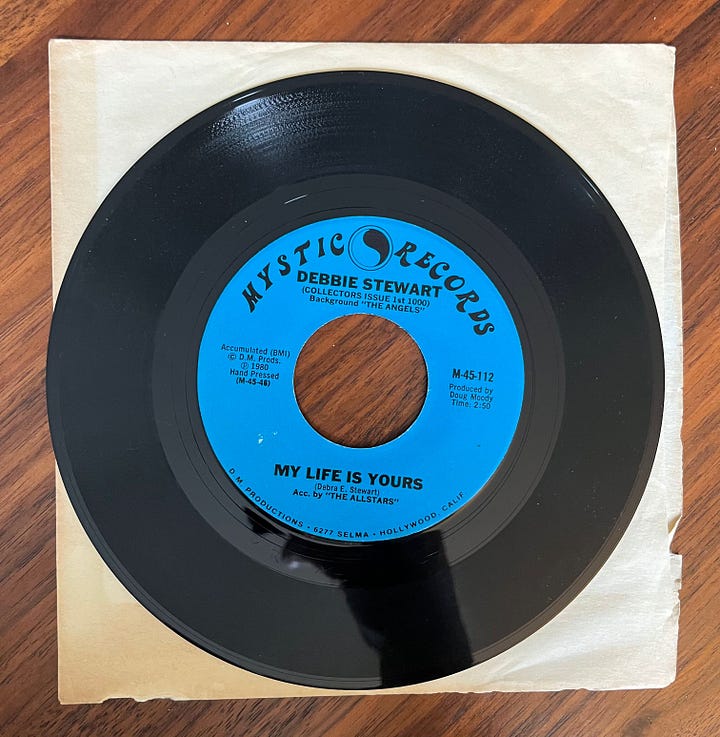 MYSTIC RECORDS
DEBBIE STEWART
(COLLECTORS ISSUE 1st 1000)
Background "THE ANGELS"
Accumulated (BMI)
© D.M. Prods.
℗ 1980
Hand Pressed
(M-45-46)
M-45-112
Produced by
Doug Moody
Time: 2:50
MY LIFE IS YOURS
(Debra E. Stewart)
Acc. by "THE ALLSTARS"
D.M. PRODUCTIONS • 6277 SELMA • HOLLYWOOD, CALIF